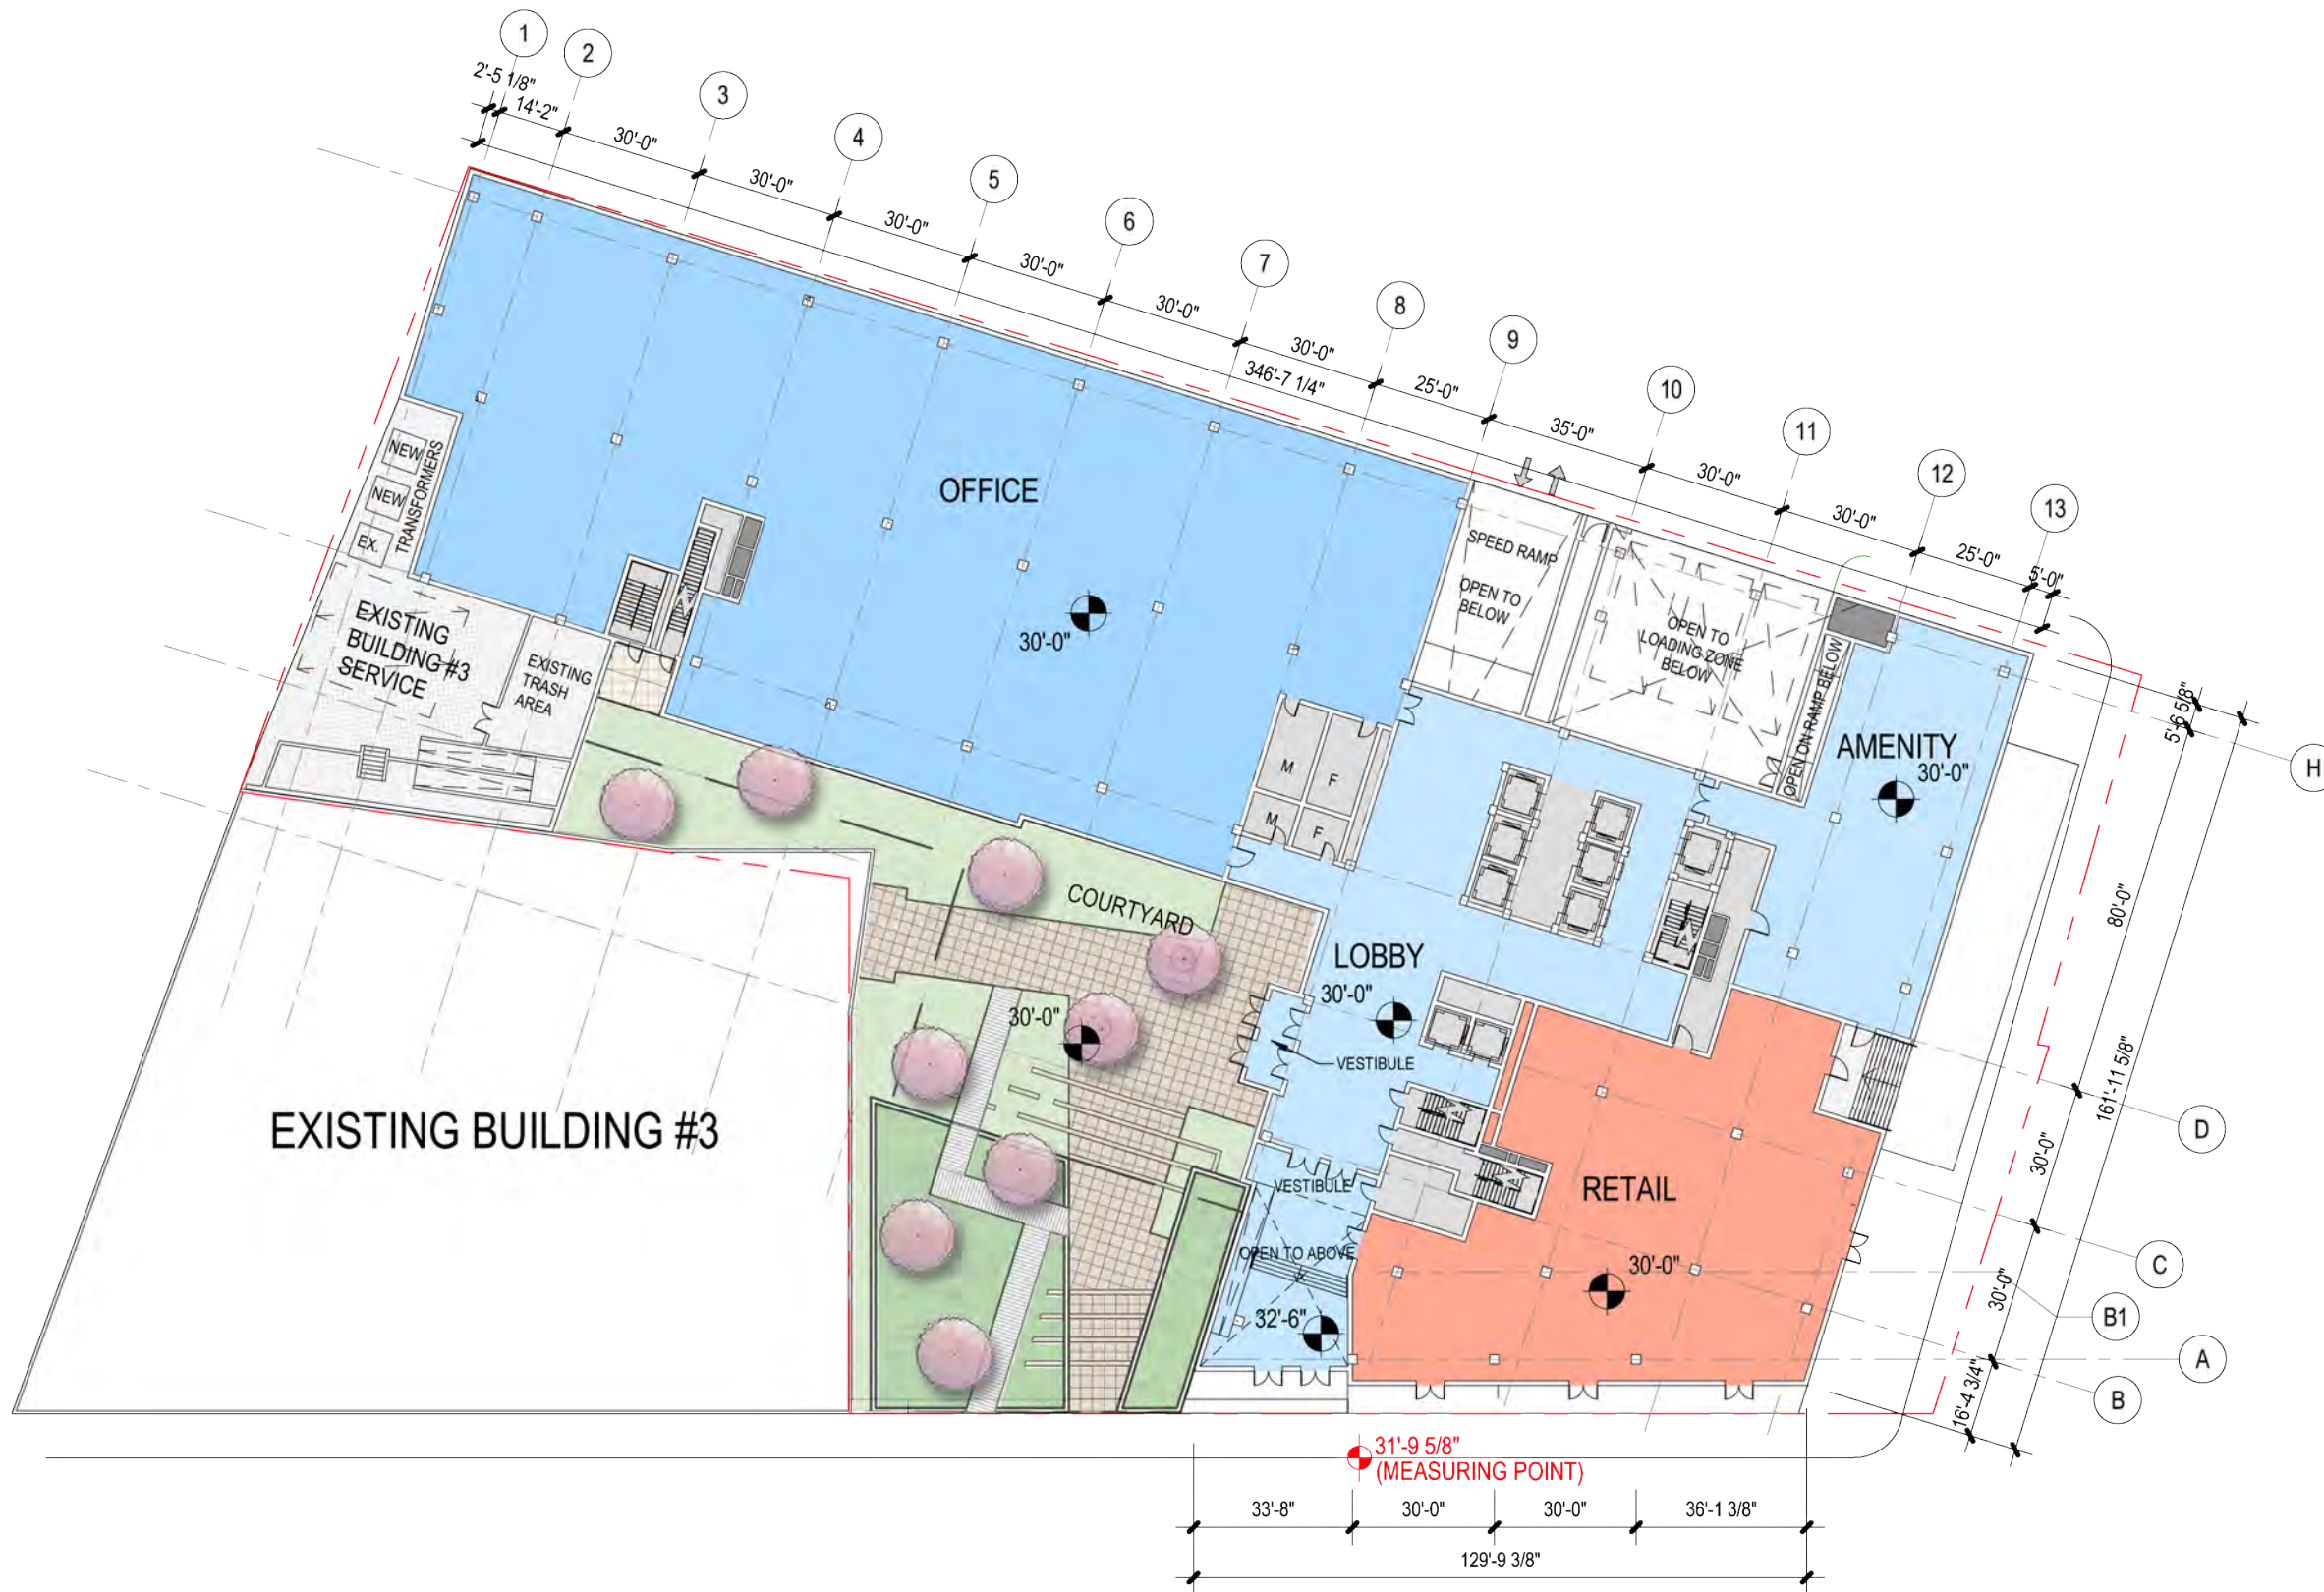 1
2
3
4
5
6
7
8
9
10
11
12
13
2'-5 1/8"
14'-2"
30'-0"
30'-0"
30'-0"
30'-0"
30'-0"
30'-0"
25'-0"
35'-0"
30'-0"
30'-0"
25'-0"
5'-0"
346'-7 1/4"
OFFICE
30'-0"
NEW
NEW
EX.
TRANSFORMERS
EXISTING
BUILDING #3
SERVICE
EXISTING
TRASH
AREA
SPEED RAMP
OPEN TO
BELOW
OPEN TO
LOADING ZONE
BELOW
OPEN ON RAMP BELOW
AMENITY
30'-0"
M
F
M
F
COURTYARD
30'-0"
LOBBY
30'-0"
VESTIBULE
VESTIBULE
OPEN TO ABOVE
32'-6"
RETAIL
30'-0"
EXISTING BUILDING #3
5'-6 5/8"
80'-0"
161'-11 5/8"
30'-0"
30'-0"
16'-4 3/4"
H
D
C
B1
A
B
31'-9 5/8"
(MEASURING POINT)
33'-8"
30'-0"
30'-0"
36'-1 3/8"
129'-9 3/8"